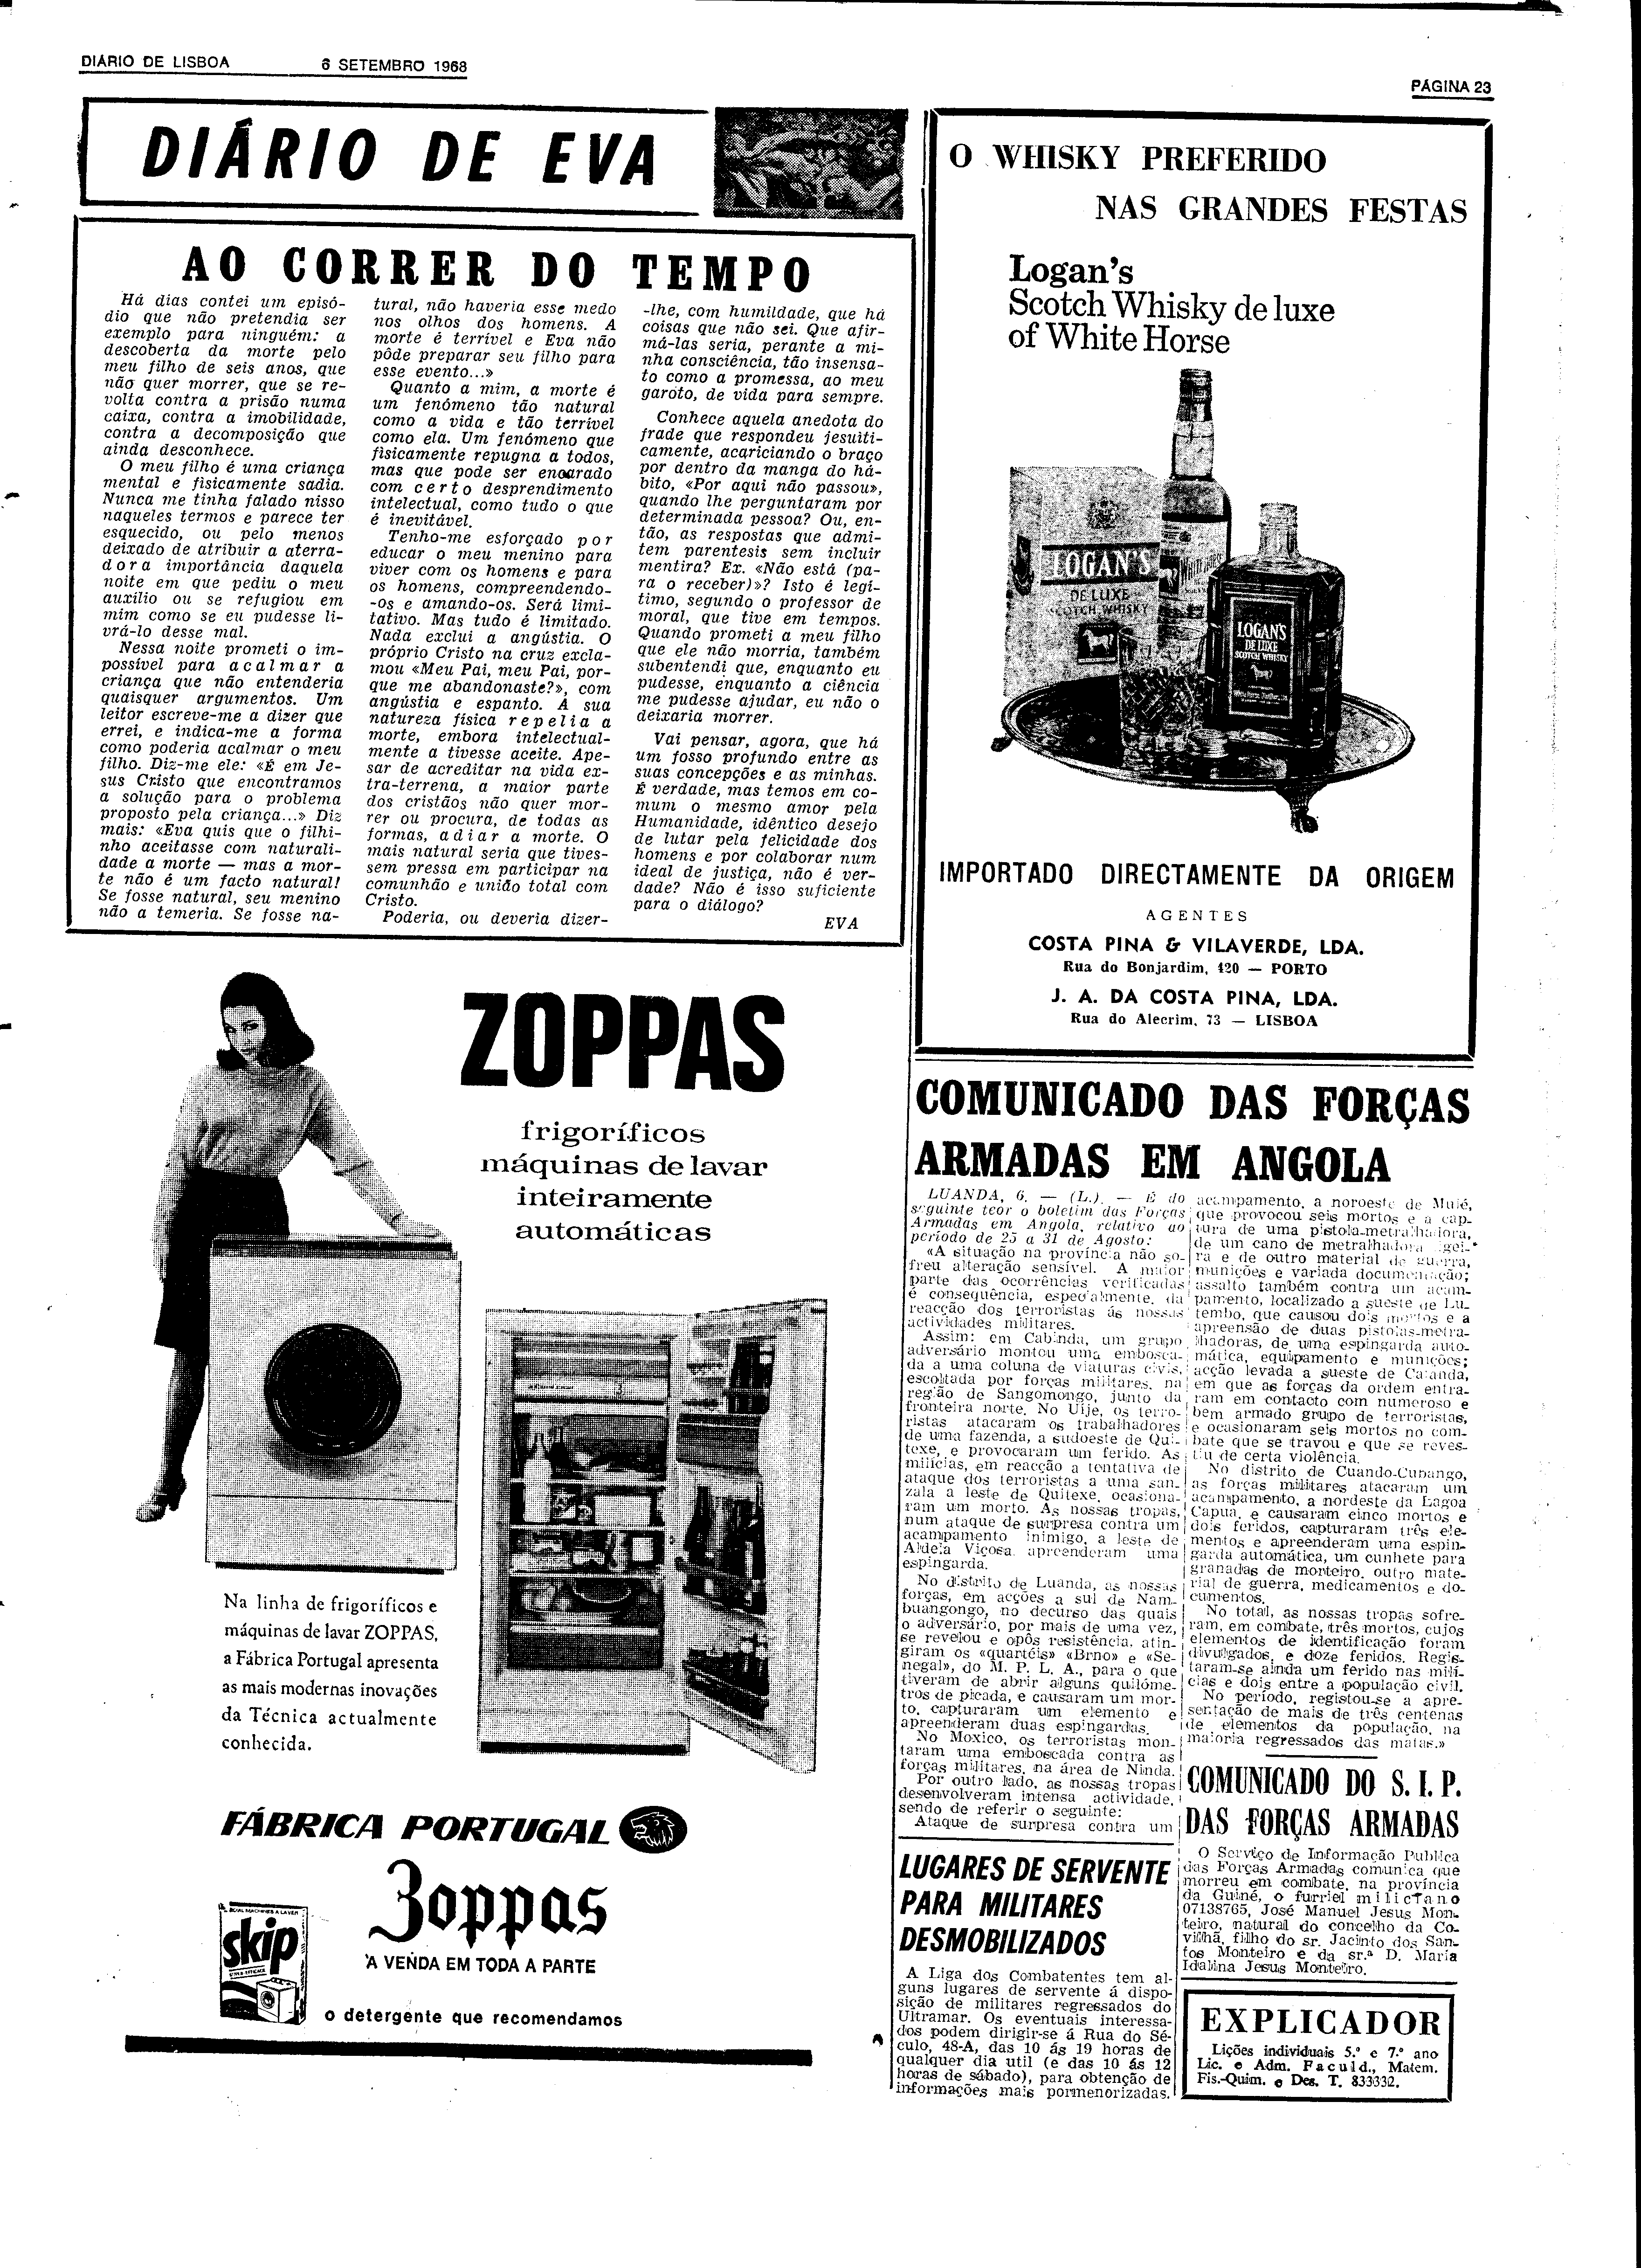 DIÁRIO DE LISBOA 6 SETEMBRO 1968
PÁGINA 23
DIÁRIO DE EVA
AO CORRER DO TEMPO
Há dias contei um episó-
dio que não pretendia ser
exemplo para ninguém: a
descoberta da morte pelo
meu filho de seis anos, que
não quer morrer, que se re-
volta contra a prisão numa
caixa, contra a imobilidade,
contra a decomposição que
ainda desconhece.
O meu filho é uma criança
mental e fisicamente sadia.
Nunca me tinha falado nisso
naqueles termos e parece ter
esquecido, ou pelo menos
deixado de atribuir a aterra-
dora importância daquela
noite em que pediu o meu
auxílio ou se refugiou em
mim como se eu pudesse li-
vrá-lo desse mal.
Nessa noite prometi o im-
possível para acalmar a
criança que não entenderia
quaisquer argumentos. Um
leitor escreve-me a dizer que
errei, e indica-me a forma
como poderia acalmar o meu
filho. Diz-me ele: «É em Je-
sus Cristo que encontramos
a solução para o problema
proposto pela criança...» Diz
mais: «Eva quis que o filhi-
nho aceitasse com naturali-
dade a morte — mas a mor-
te não é um facto natural!
Se fosse natural, seu menino
não a temeria. Se fosse na-
tural, não haveria esse medo
nos olhos dos homens. A
morte é terrível e Eva não
pôde preparar seu filho para
esse evento...»
Quanto a mim, a morte é
um fenómeno tão natural
como a vida e tão terrível
como ela. Um fenómeno que
fisicamente repugna a todos,
mas que pode ser encarado
com certo desprendimento
intelectual, como tudo o que
é inevitável.
Tenho-me esforçado por
educar o meu menino para
viver com os homens e para
os homens, compreendendo-
-os e amando-os. Será limi-
tativo. Mas tudo é limitado.
Nada exclui a angústia. O
próprio Cristo na cruz excla-
mou «Meu Pai, meu Pai, por-
que me abandonaste?», com
angústia e espanto. A sua
natureza física repelia a
morte, embora intelectual-
mente a tivesse aceite. Ape-
sar de acreditar na vida ex-
tra-terrena, a maior parte
dos cristãos não quer mor-
rer ou procura, de todas as
formas, adiar a morte. O
mais natural seria que tives-
sem pressa em participar na
comunhão e união total com
Cristo.
Poderia, ou deveria dizer-
-lhe, com humildade, que há
coisas que não sei. Que afir-
má-las seria, perante a mi-
nha consciência, tão insensa-
to como a promessa, ao meu
garoto, de vida para sempre.
Conhece aquela anedota do
frade que respondeu jesuiti-
camente, acariciando o braço
por dentro da manga do há-
bito, «Por aqui não passou»,
quando lhe perguntaram por
determinada pessoa? Ou, en-
tão, as respostas que admi-
tem parentesis sem incluir
mentira? Ex. «Não está (pa-
ra o receber)»? Isto é legí-
timo, segundo o professor de
moral, que tive em tempos.
Quando prometi a meu filho
que ele não morria, também
subentendi que, enquanto eu
pudesse, enquanto a ciência
me pudesse ajudar, eu não o
deixaria morrer.
Vai pensar, agora, que há
um fosso profundo entre as
suas concepções e as minhas.
É verdade, mas temos em co-
mum o mesmo amor pela
Humanidade, idêntico desejo
de lutar pela felicidade dos
homens e por colaborar num
ideal de justiça, não é ver-
dade? Não é isso suficiente
para o diálogo?
EVA
O WHISKY PREFERIDO
NAS GRANDES FESTAS
Logan's
Scotch Whisky de luxe
of White Horse
LOGAN'S
DE LUXE
SCOTCH WHISKY
LOGAN'S
DE LUXE
SCOTCH WHISKY
IMPORTADO DIRECTAMENTE DA ORIGEM
AGENTES
COSTA PINA & VILAVERDE, LDA.
Rua do Bonjardim, 420 — PORTO
J. A. DA COSTA PINA, LDA.
Rua do Alecrim, 73 — LISBOA
ZOPPAS
frigoríficos
máquinas de lavar
inteiramente
automáticas
Na linha de frigoríficos e
máquinas de lavar ZOPPAS,
a Fábrica Portugal apresenta
as mais modernas inovações
da Técnica actualmente
conhecida.
FÁBRICA PORTUGAL
Zoppas
À VENDA EM TODA A PARTE
skip
o detergente que recomendamos
COMUNICADO DAS FORÇAS
ARMADAS EM ANGOLA
LUANDA, 6. — (L.). — É do
seguinte teor o boletim das Forças
Armadas em Angola, relativo ao
período de 25 a 31 de Agosto:
«A situação na província não so-
freu alteração sensível. A maior
parte das ocorrências verificadas
é consequência, especialmente, da
reacção dos terroristas ás nossas
actividades militares.
Assim: em Cabinda, um grupo
adversário montou uma embosca-
da a uma coluna de viaturas civis,
escoltada por forças militares, na
região de Sangomongo, junto da
fronteira norte. No Uíje, os terro-
ristas atacaram os trabalhadores
de uma fazenda, a sudoeste de Qui-
texe, e provocaram um ferido. As
milícias, em reacção a tentativa de
ataque dos terroristas a uma san-
zala a leste de Quitexe, ocasiona-
ram um morto. As nossas tropas,
num ataque de surpresa contra um
acampamento inimigo, a leste de
Aldeia Viçosa, apreenderam uma
espingarda.
No distrito de Luanda, as nossas
forças, em acções a sul de Nam-
buangongo, no decurso das quais
o adversário, por mais de uma vez,
se revelou e opôs resistência, atin-
giram os «quartéis» «Brno» e «Se-
negal», do M. P. L. A., para o que
tiveram de abrir alguns quilóme-
tros de picada, e causaram um mor-
to, capturaram um elemento e
apreenderam duas espingardas.
No Moxico, os terroristas mon-
taram uma emboscada contra as
forças militares, na área de Ninda.
Por outro lado, as nossas tropas
desenvolveram intensa actividade,
sendo de referir o seguinte:
Ataque de surpresa contra um
acampamento, a noroeste de Muié,
que provocou seis mortos e a cap-
tura de uma pistola-metralhadora,
de um cano de metralhadora ligei-
ra e de outro material de guerra,
munições e variada documentação;
assalto também contra um acam-
pamento, localizado a sueste de Lu-
tembo, que causou dois mortos e a
apreensão de duas pistolas-metra-
lhadoras, de uma espingarda auto-
mática, equipamento e munições;
acção levada a sueste de Caianda,
em que as forças da ordem entra-
ram em contacto com numeroso e
bem armado grupo de terroristas,
e ocasionaram seis mortos no com-
bate que se travou e que se reves-
tiu de certa violência.
No distrito de Cuando-Cubango,
as forças militares atacaram um
acampamento, a nordeste da Lagoa
Capua, e causaram cinco mortos e
dois feridos, capturaram três ele-
mentos e apreenderam uma espin-
garda automática, um cunhete para
granadas de monteiro, outro mate-
rial de guerra, medicamentos e do-
cumentos.
No total, as nossas tropas sofre-
ram, em combate, três mortos, cujos
elementos de identificação foram
divulgados, e doze feridos. Regis-
taram-se ainda um ferido nas milí-
cias e dois entre a população civil.
No período, registou-se a apre-
sentação de mais de três centenas
de elementos da população, na
maioria regressados das matas.»
COMUNICADO DO S. I. P.
DAS FORÇAS ARMADAS
O Serviço de Informação Publica
das Forças Armadas comunica que
morreu em combate, na província
da Guiné, o furriel miliciano
07138765, José Manuel Jesus Mon-
teiro, natural do concelho da Co-
vilhã, filho do sr. Jacinto dos San-
tos Monteiro e da sr.ª D. Maria
Idalina Jesus Monteiro.
LUGARES DE SERVENTE
PARA MILITARES
DESMOBILIZADOS
A Liga dos Combatentes tem al-
guns lugares de servente á dispo-
sição de militares regressados do
Ultramar. Os eventuais interessa-
dos podem dirigir-se á Rua do Sé-
culo, 48-A, das 10 ás 19 horas de
qualquer dia util (e das 10 ás 12
horas de sábado), para obtenção de
informações mais pormenorizadas.
EXPLICADOR
Lições individuais 5.º e 7.º ano
Lic. e Adm. Faculd., Matem.
Fis.-Quim. e Des. T. 833332.